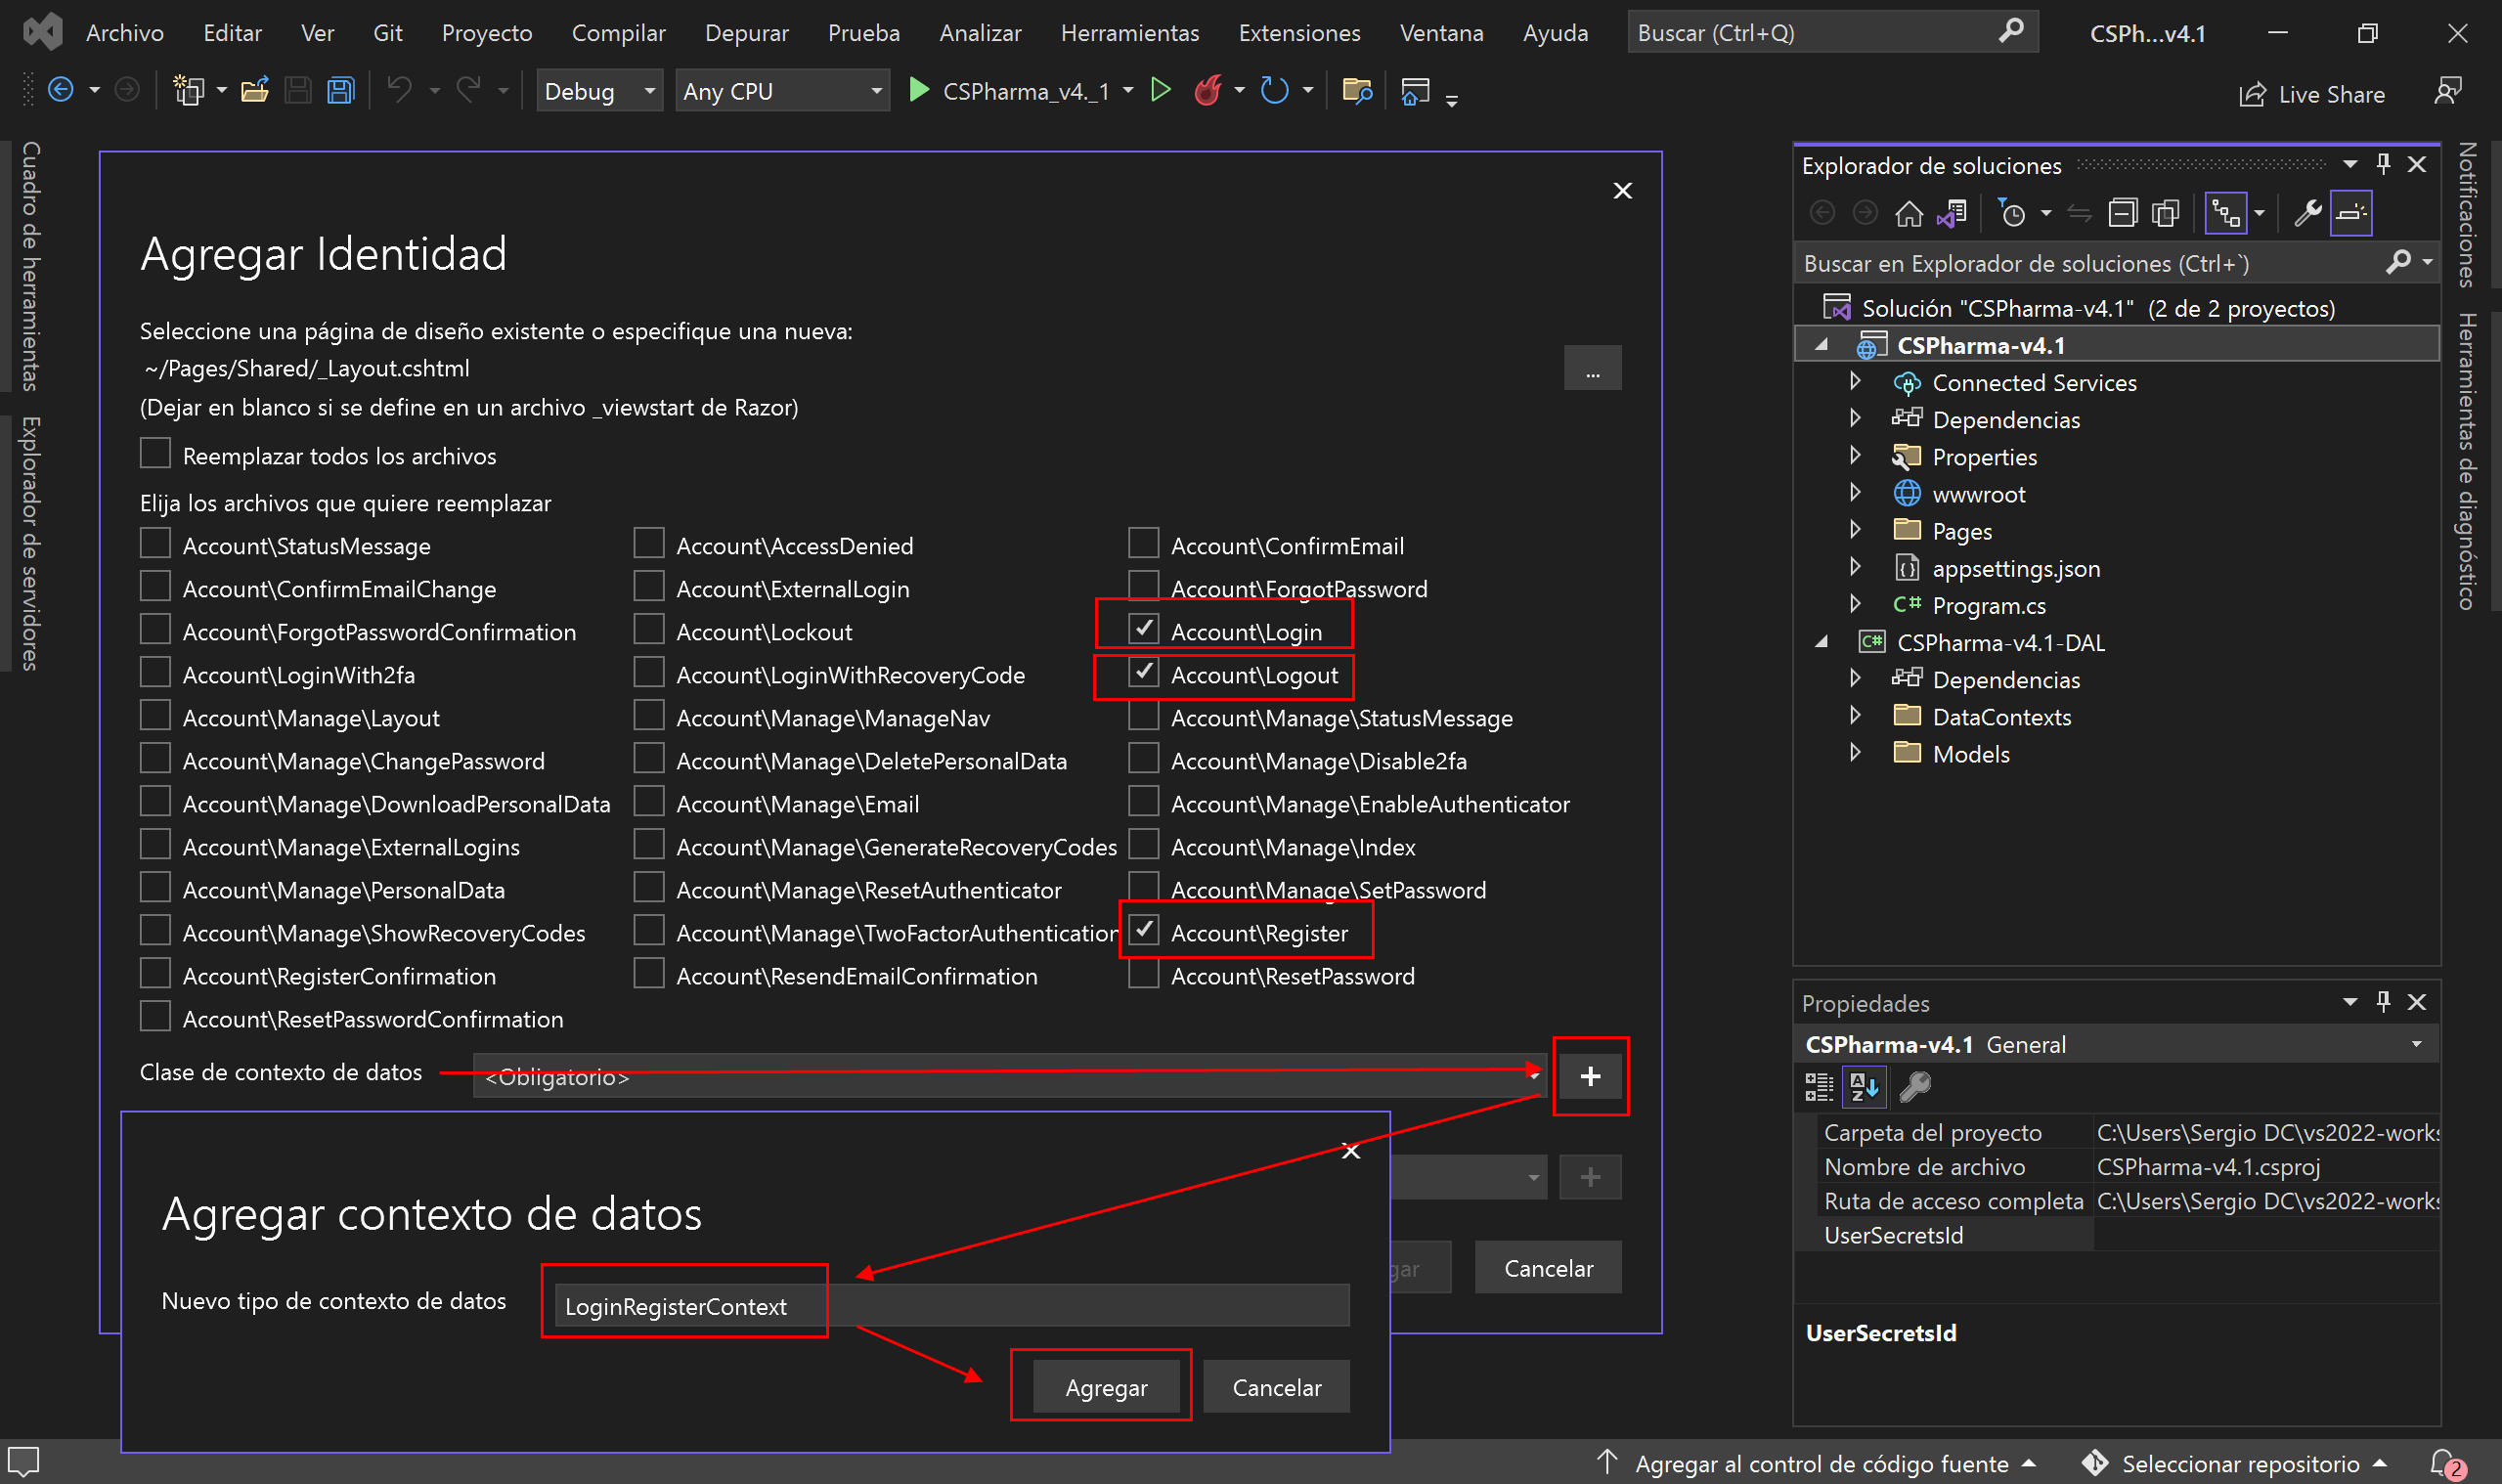 Archivo Editar Ver Git Proyecto Compilar Depurar Prueba Analizar Herramientas Extensiones Ventana Ayuda Buscar (Ctrl+Q) CSPh...v4.1
Debug Any CPU CSPharma_v4._1 Live Share
Cuadro de herramientas
Explorador de servidores
Agregar Identidad
Seleccione una página de diseño existente o especifique una nueva:
~/Pages/Shared/_Layout.cshtml ...
(Dejar en blanco si se define en un archivo _viewstart de Razor)
Reemplazar todos los archivos
Elija los archivos que quiere reemplazar
Account\StatusMessage Account\AccessDenied Account\ConfirmEmail
Account\ConfirmEmailChange Account\ExternalLogin Account\ForgotPassword
Account\ForgotPasswordConfirmation Account\Lockout Account\Login
Account\LoginWith2fa Account\LoginWithRecoveryCode Account\Logout
Account\Manage\Layout Account\Manage\ManageNav Account\Manage\StatusMessage
Account\Manage\ChangePassword Account\Manage\DeletePersonalData Account\Manage\Disable2fa
Account\Manage\DownloadPersonalData Account\Manage\Email Account\Manage\EnableAuthenticator
Account\Manage\ExternalLogins Account\Manage\GenerateRecoveryCodes Account\Manage\Index
Account\Manage\PersonalData Account\Manage\ResetAuthenticator Account\Manage\SetPassword
Account\Manage\ShowRecoveryCodes Account\Manage\TwoFactorAuthentication Account\Register
Account\RegisterConfirmation Account\ResendEmailConfirmation Account\ResetPassword
Account\ResetPasswordConfirmation
Clase de contexto de datos <Obligatorio> +
+
gar Cancelar
Agregar contexto de datos
Nuevo tipo de contexto de datos LoginRegisterContext
Agregar Cancelar
Explorador de soluciones
Buscar en Explorador de soluciones (Ctrl+`)
Solución "CSPharma-v4.1" (2 de 2 proyectos)
CSPharma-v4.1
Connected Services
Dependencias
Properties
wwwroot
Pages
appsettings.json
C# Program.cs
C# CSPharma-v4.1-DAL
Dependencias
DataContexts
Models
Propiedades
CSPharma-v4.1 General
Carpeta del proyecto C:\Users\Sergio DC\vs2022-works
Nombre de archivo CSPharma-v4.1.csproj
Ruta de acceso completa C:\Users\Sergio DC\vs2022-works
UserSecretsId
UserSecretsId
Notificaciones
Herramientas de diagnóstico
Agregar al control de código fuente Seleccionar repositorio 2